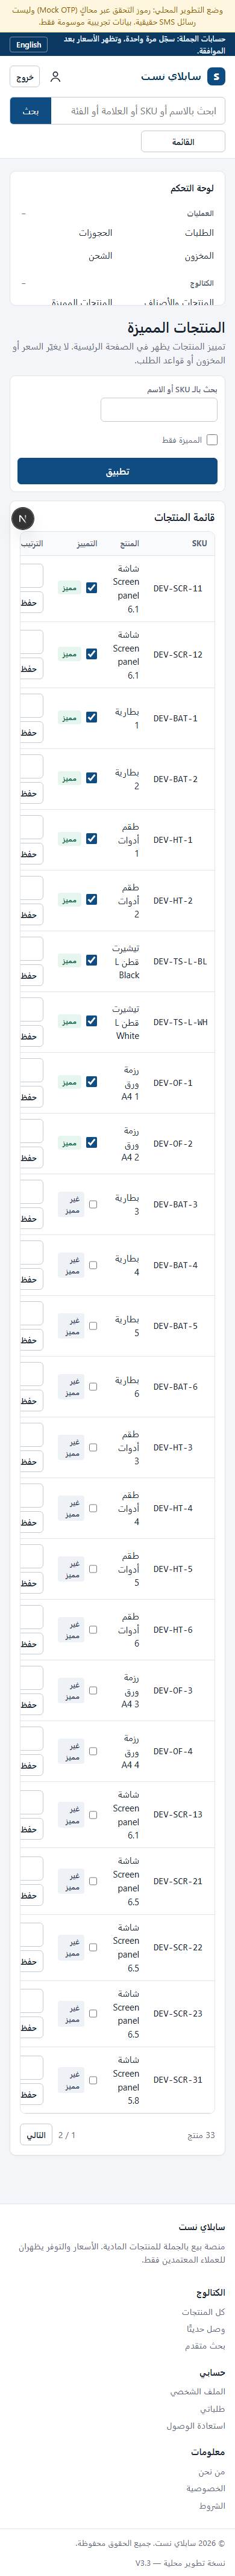 وضع التطوير المحلي: رموز التحقق عبر محاكي (Mock OTP) وليست رسائل SMS حقيقية. بيانات تجريبية موسومة فقط.
حسابات الجملة: سجّل مرة واحدة، وتظهر الأسعار بعد الموافقة.
English
S
سابلاي نست
خروج
ابحث بالاسم أو SKU أو العلامة أو الفئة
بحث
القائمة
لوحة التحكم
العمليات
–
الطلبات
الحجوزات
المخزون
الشحن
الكتالوج
–
المنتجات والأصناف
المنتجات المميزة
المنتجات المميزة
تمييز المنتجات يظهر في الصفحة الرئيسية. لا يغيّر السعر أو المخزون أو قواعد الطلب.
بحث بالـ SKU أو الاسم
المميزة فقط
تطبيق
قائمة المنتجات
N
SKU
المنتج
التمييز
الترتيب
DEV-SCR-11
شاشة Screen panel 6.1
مميز
حفظ
DEV-SCR-12
شاشة Screen panel 6.1
مميز
حفظ
DEV-BAT-1
بطارية 1
مميز
حفظ
DEV-BAT-2
بطارية 2
مميز
حفظ
DEV-HT-1
طقم أدوات 1
مميز
حفظ
DEV-HT-2
طقم أدوات 2
مميز
حفظ
DEV-TS-L-BL
تيشيرت قطن L Black
مميز
حفظ
DEV-TS-L-WH
تيشيرت قطن L White
مميز
حفظ
DEV-OF-1
رزمة ورق A4 1
مميز
حفظ
DEV-OF-2
رزمة ورق A4 2
مميز
حفظ
DEV-BAT-3
بطارية 3
غير مميز
حفظ
DEV-BAT-4
بطارية 4
غير مميز
حفظ
DEV-BAT-5
بطارية 5
غير مميز
حفظ
DEV-BAT-6
بطارية 6
غير مميز
حفظ
DEV-HT-3
طقم أدوات 3
غير مميز
حفظ
DEV-HT-4
طقم أدوات 4
غير مميز
حفظ
DEV-HT-5
طقم أدوات 5
غير مميز
حفظ
DEV-HT-6
طقم أدوات 6
غير مميز
حفظ
DEV-OF-3
رزمة ورق A4 3
غير مميز
حفظ
DEV-OF-4
رزمة ورق A4 4
غير مميز
حفظ
DEV-SCR-13
شاشة Screen panel 6.1
غير مميز
حفظ
DEV-SCR-21
شاشة Screen panel 6.5
غير مميز
حفظ
DEV-SCR-22
شاشة Screen panel 6.5
غير مميز
حفظ
DEV-SCR-23
شاشة Screen panel 6.5
غير مميز
حفظ
DEV-SCR-31
شاشة Screen panel 5.8
غير مميز
حفظ
33 منتج
1 / 2
التالي
سابلاي نست
منصة بيع بالجملة للمنتجات المادية. الأسعار والتوفر يظهران للعملاء المعتمدين فقط.
الكتالوج
كل المنتجات
وصل حديثًا
بحث متقدم
حسابي
الملف الشخصي
طلباتي
استعادة الوصول
معلومات
من نحن
الخصوصية
الشروط
© 2026 سابلاي نست. جميع الحقوق محفوظة.
نسخة تطوير محلية — V3.3